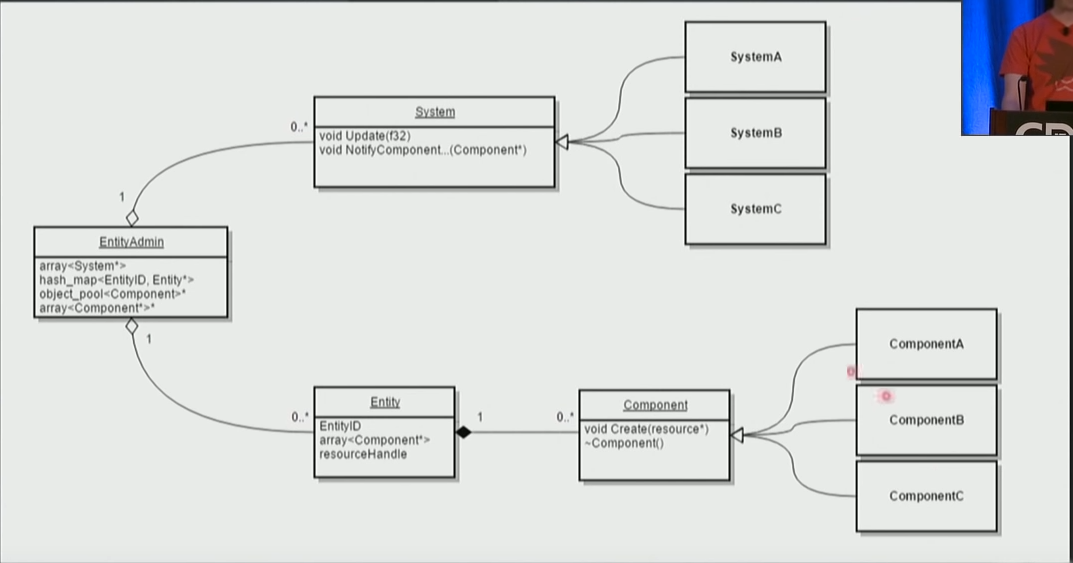 SystemA
System
0..*
void Update(f32)
void NotifyComponent...(Component*)
SystemB
1
SystemC
EntityAdmin
array<System*>
hash_map<EntityID, Entity*>
object_pool<Component>*
array<Component*>*
1
ComponentA
Entity
0..*
EntityID
array<Component*>
resourceHandle
1
0..*
Component
void Create(resource*)
~Component()
ComponentB
ComponentC